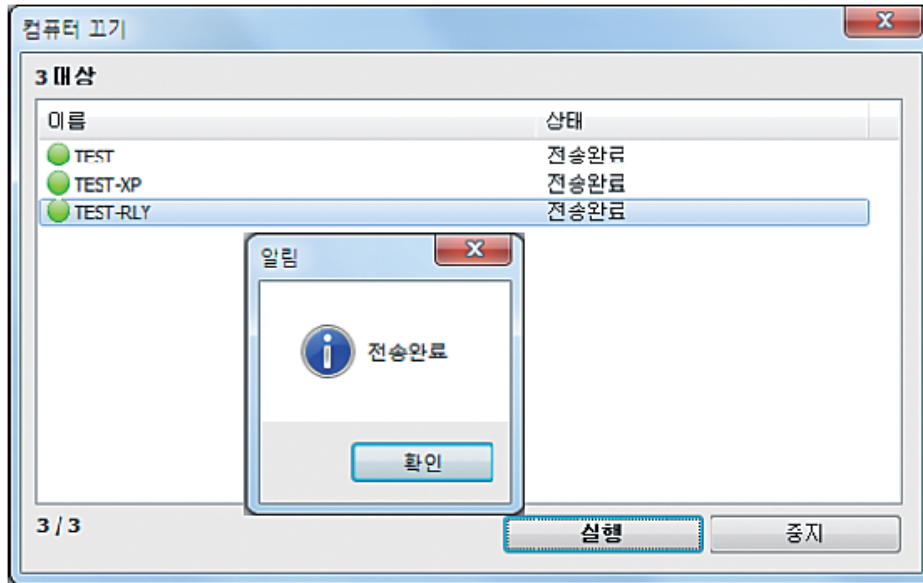 컴퓨터 끄기
3 대상
이름 상태
TEST 전송완료
TEST-XP 전송완료
TEST-RLY 전송완료
알림
전송완료
확인
3 / 3
실행 중지